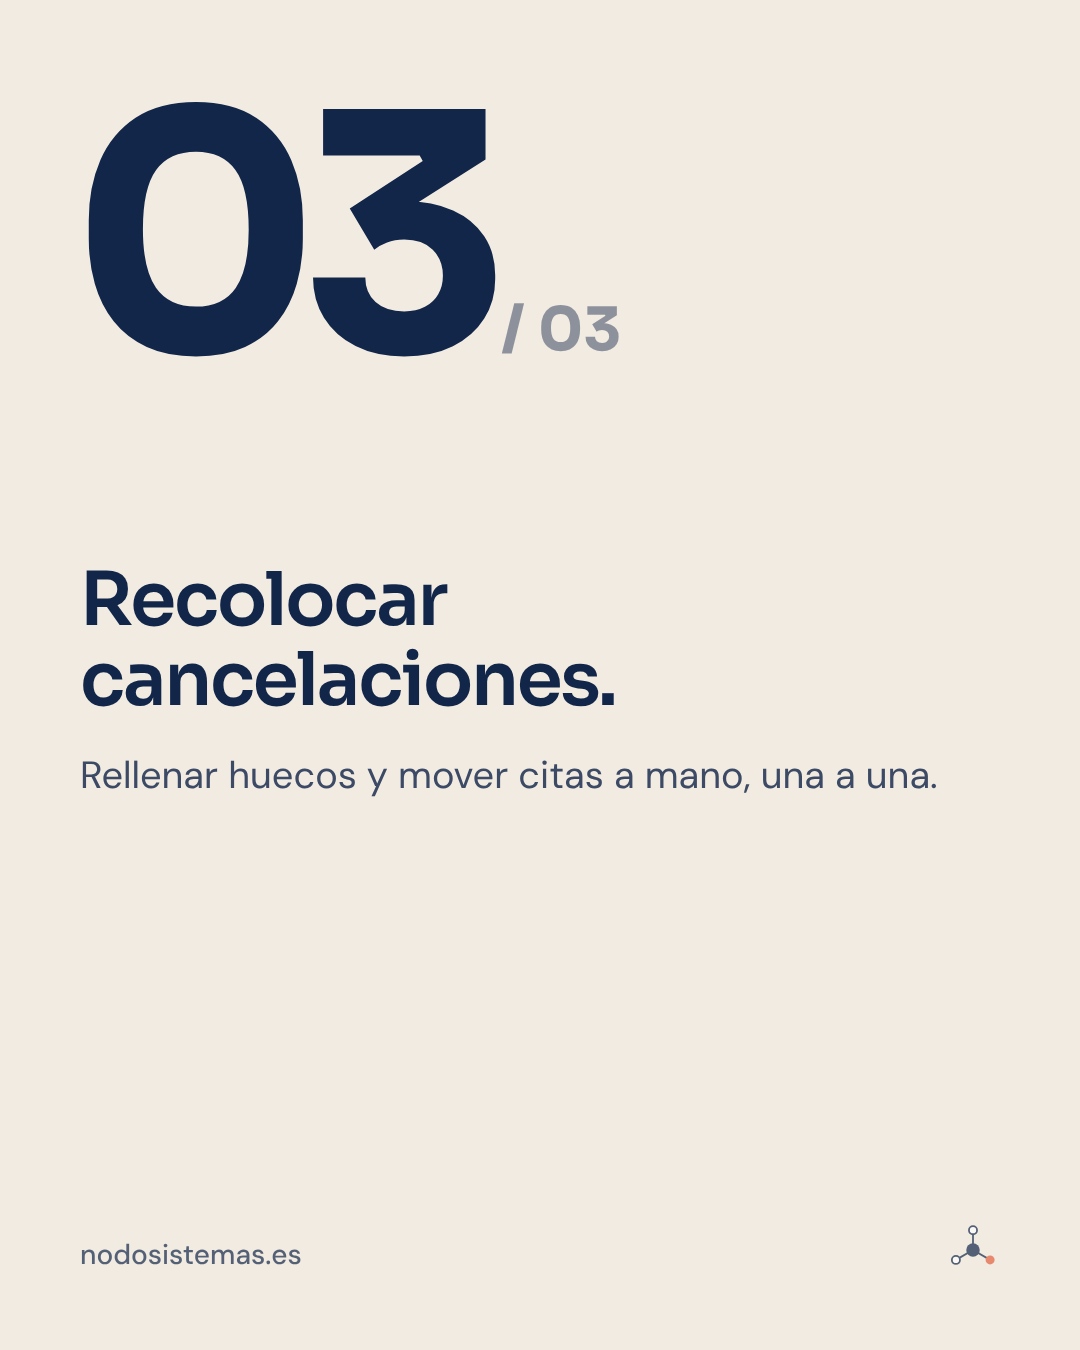 03 / 03
Recolocar
cancelaciones.
Rellenar huecos y mover citas a mano, una a una.
nodosistemas.es